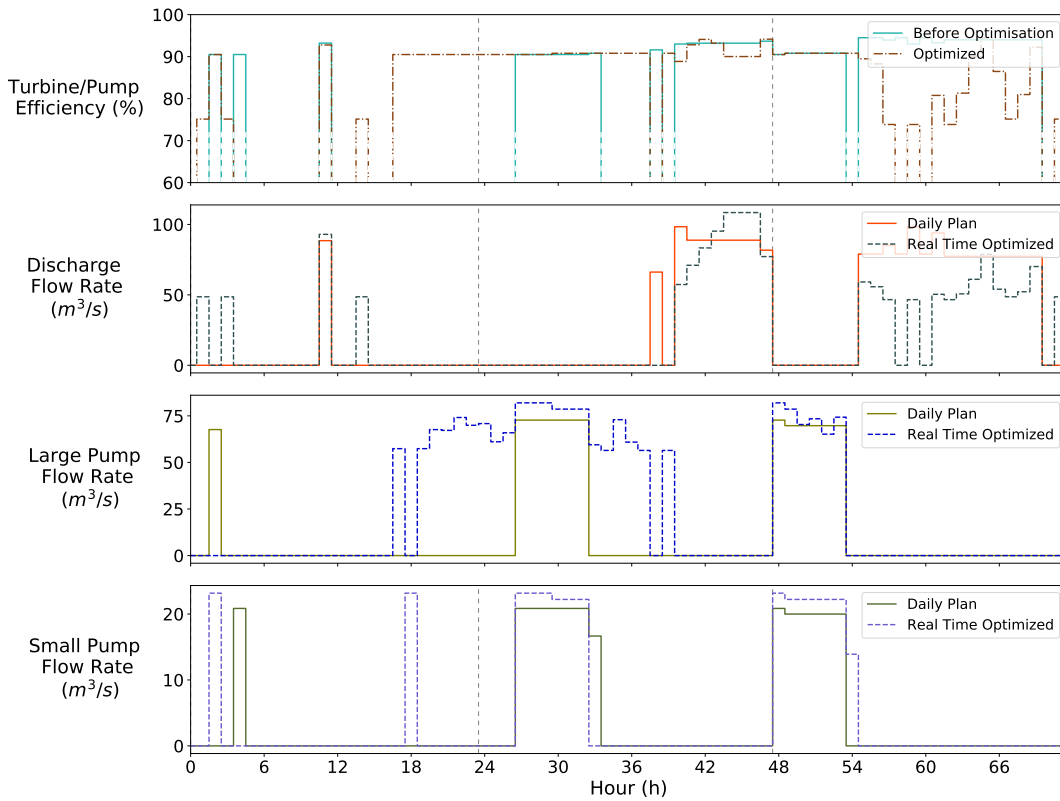 100
90
80
70
60
Turbine/Pump
Efficiency (%)
Before Optimisation
Optimized
100
50
0
Discharge
Flow Rate
(m³/s)
Daily Plan
Real Time Optimized
75
50
25
0
Large Pump
Flow Rate
(m³/s)
Daily Plan
Real Time Optimized
20
10
0
Small Pump
Flow Rate
(m³/s)
Daily Plan
Real Time Optimized
0 6 12 18 24 30 36 42 48 54 60 66
Hour (h)